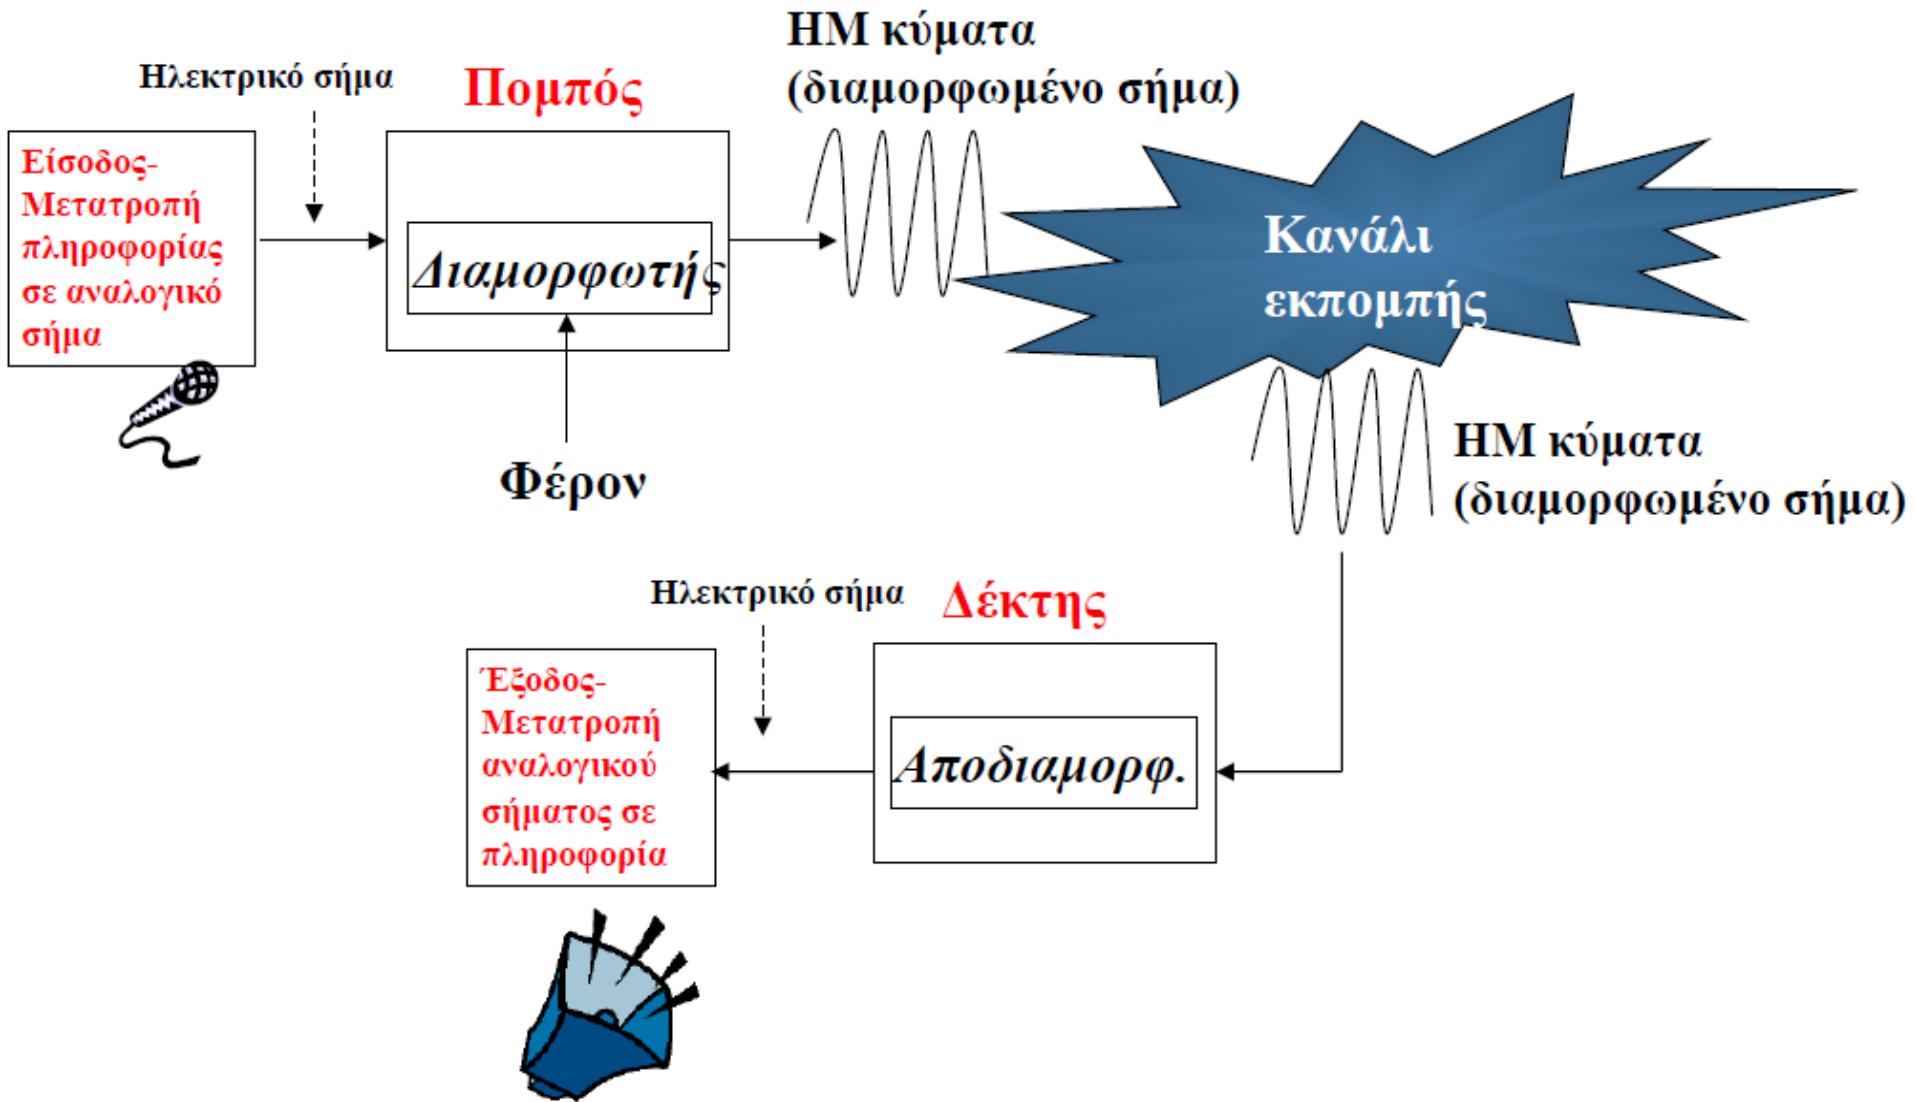 Ηλεκτρικό σήμα
Πομπός
ΗΜ κύματα
(διαμορφωμένο σήμα)
Είσοδος-
Μετατροπή
πληροφορίας
σε αναλογικό
σήμα
Διαμορφωτής
Κανάλι
εκπομπής
Φέρον
ΗΜ κύματα
(διαμορφωμένο σήμα)
Ηλεκτρικό σήμα
Δέκτης
Έξοδος-
Μετατροπή
αναλογικού
σήματος σε
πληροφορία
Αποδιαμορφ.